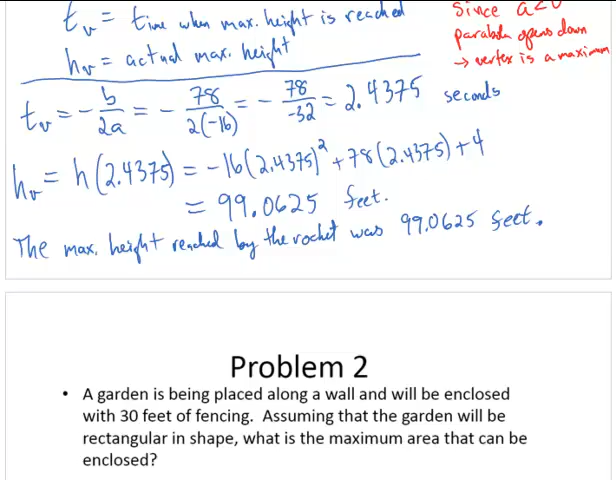 t_v = time when max. height is reached
h_v = actual max. height
Since a<0
parabola opens down
→ vertex is a maximum
t_v = - b/2a = - 78/2(-16) = - 78/-32 = 2.4375 seconds
h_v = h(2.4375) = -16(2.4375)² + 78(2.4375) + 4
= 99.0625 feet.
The max. height reached by the rocket was 99.0625 feet.
Problem 2
• A garden is being placed along a wall and will be enclosed
with 30 feet of fencing. Assuming that the garden will be
rectangular in shape, what is the maximum area that can be
enclosed?